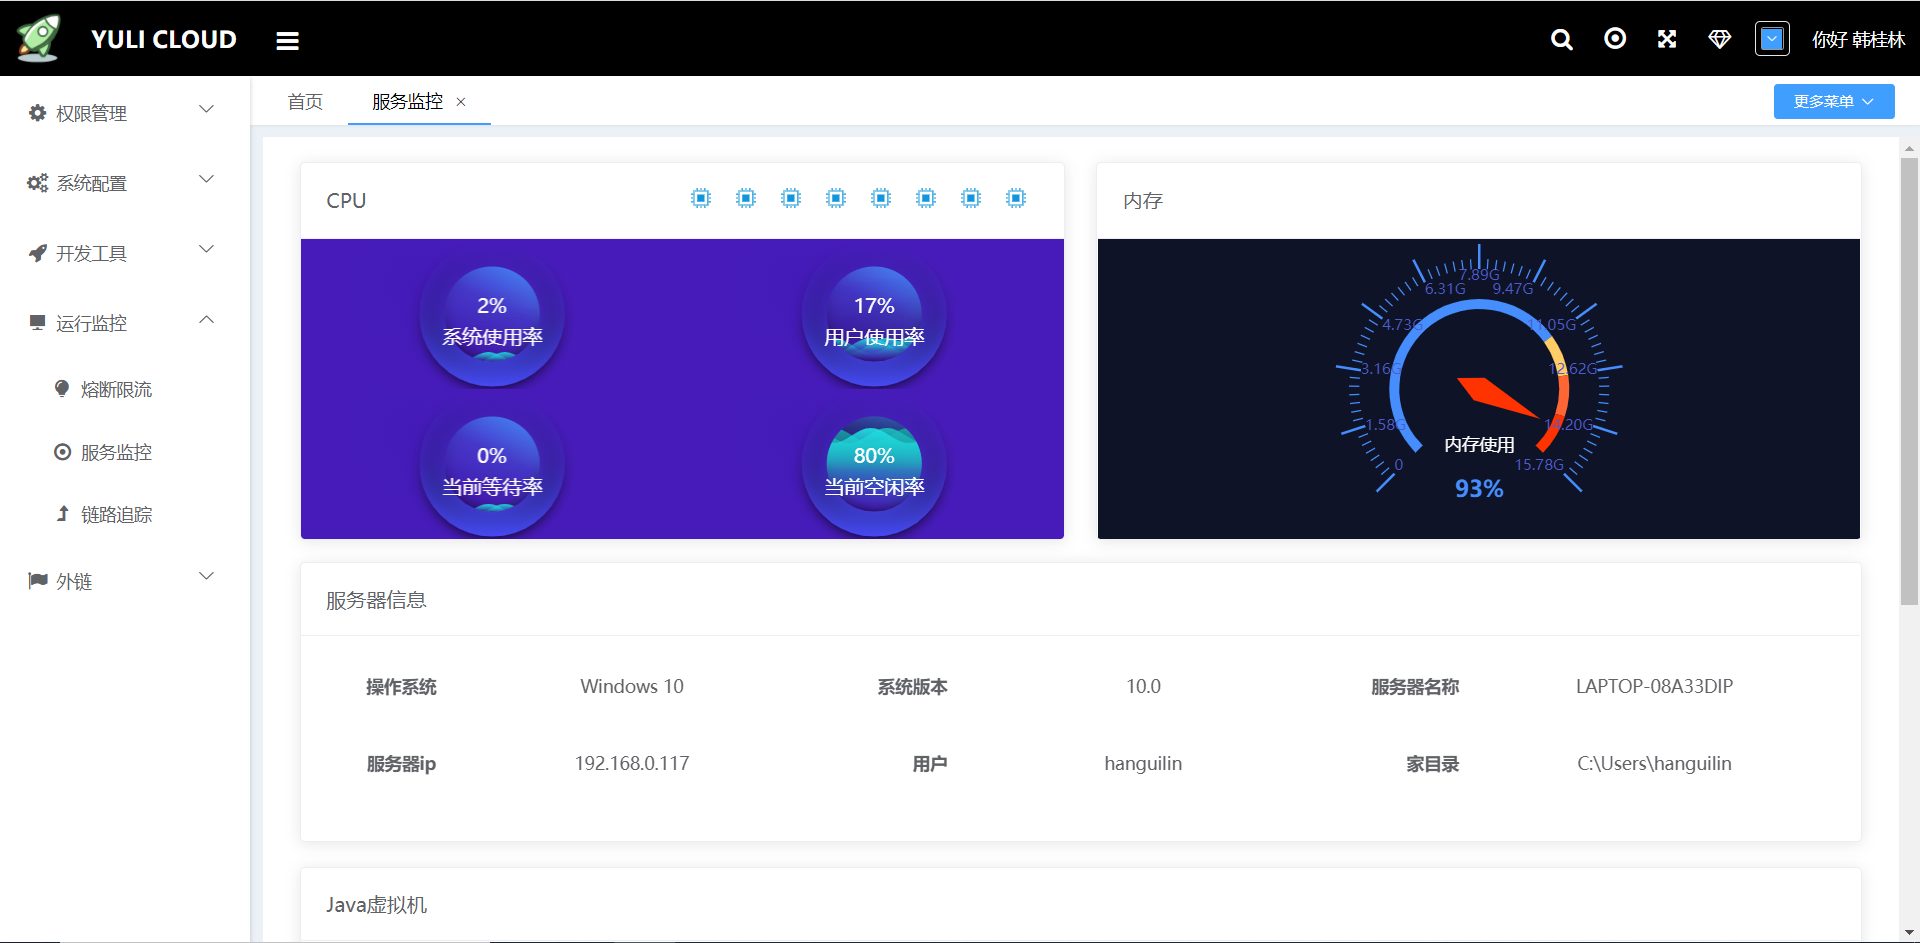 YULI CLOUD
你好 韩桂林
权限管理
系统配置
开发工具
运行监控
熔断限流
服务监控
链路追踪
外链
首页
服务监控 ×
更多菜单
CPU
2%
系统使用率
17%
用户使用率
0%
当前等待率
80%
当前空闲率
内存
0
1.58G
3.16G
4.73G
6.31G
7.89G
9.47G
11.05G
12.62G
14.20G
15.78G
内存使用
93%
服务器信息
操作系统 Windows 10 系统版本 10.0 服务器名称 LAPTOP-08A33DIP
服务器ip 192.168.0.117 用户 hanguilin 家目录 C:\Users\hanguilin
Java虚拟机